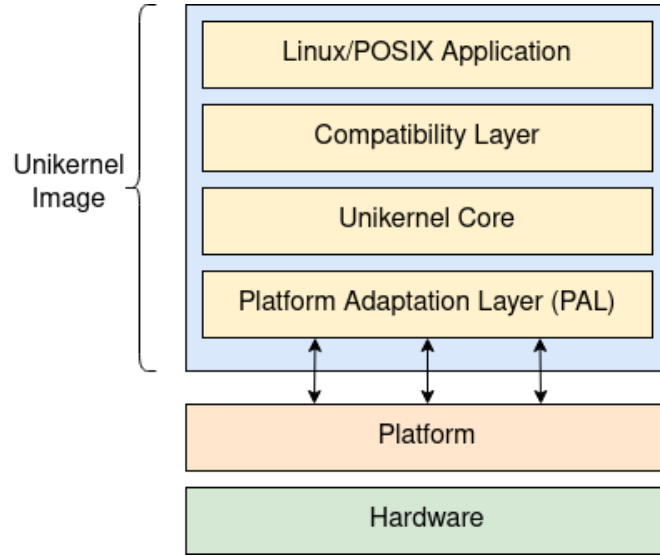 Linux/POSIX Application
Compatibility Layer
Unikernel
Image
Unikernel Core
Platform Adaptation Layer (PAL)
Platform
Hardware